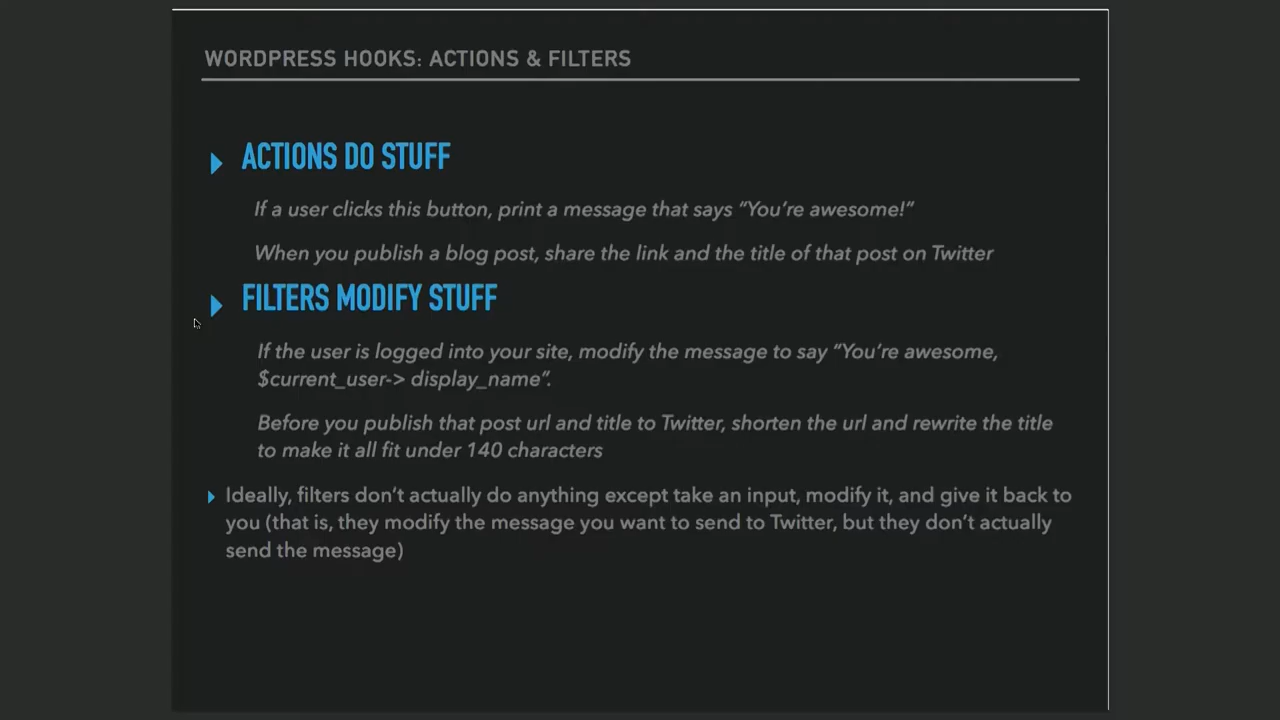 WORDPRESS HOOKS: ACTIONS & FILTERS
ACTIONS DO STUFF
If a user clicks this button, print a message that says “You’re awesome!”
When you publish a blog post, share the link and the title of that post on Twitter
FILTERS MODIFY STUFF
If the user is logged into your site, modify the message to say “You’re awesome,
$current_user-> display_name”.
Before you publish that post url and title to Twitter, shorten the url and rewrite the title
to make it all fit under 140 characters
Ideally, filters don’t actually do anything except take an input, modify it, and give it back to
you (that is, they modify the message you want to send to Twitter, but they don’t actually
send the message)